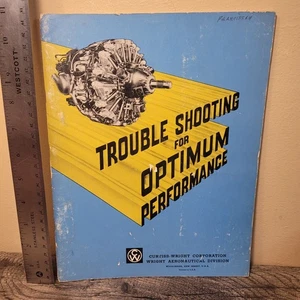 TROUBLE SHOOTING
FOR
OPTIMUM
PERFORMANCE
CURTISS-WRIGHT CORPORATION
WRIGHT AERONAUTICAL DIVISION
WESTCOTT